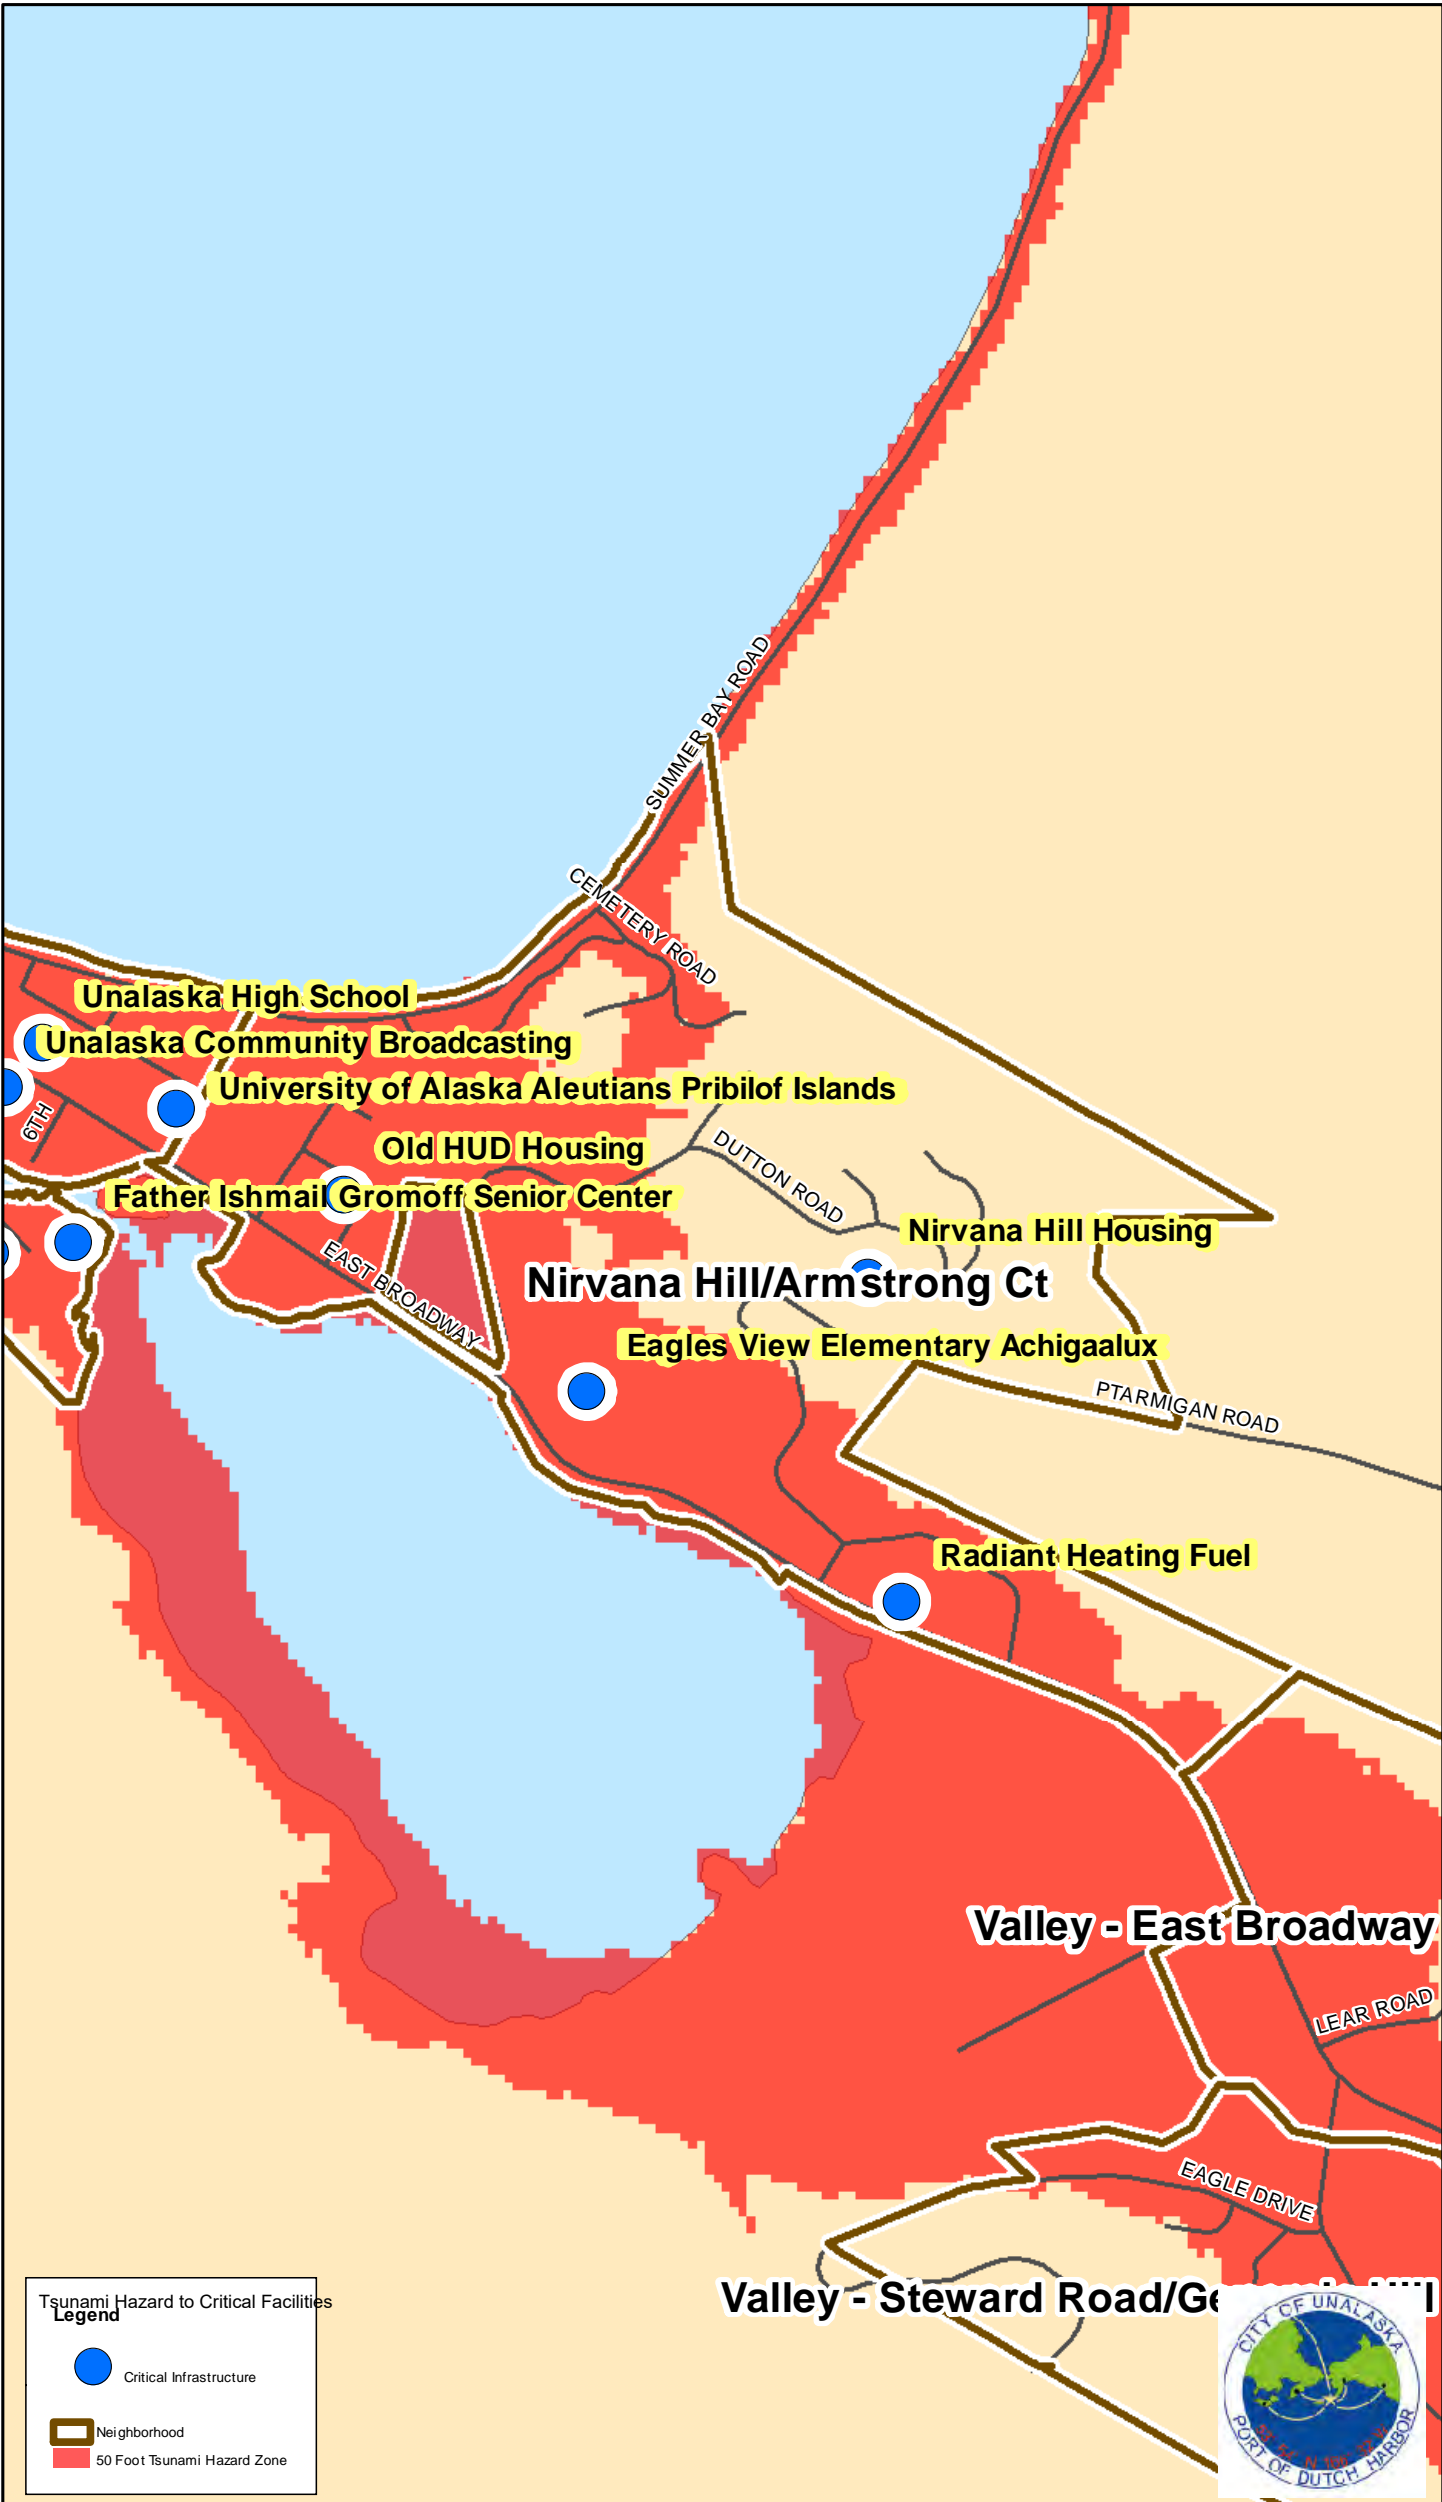 SUMMER BAY ROAD
CEMETERY ROAD
Unalaska High School
Unalaska Community Broadcasting
University of Alaska Aleutians Pribilof Islands
6TH
Old HUD Housing
DUTTON ROAD
Father Ishmail Gromoff Senior Center
Nirvana Hill Housing
EAST BROADWAY
Nirvana Hill/Armstrong Ct
Eagles View Elementary Achigaalux
PTARMIGAN ROAD
Radiant Heating Fuel
Valley - East Broadway
LEAR ROAD
EAGLE DRIVE
Valley - Steward Road/Ge
Tsunami Hazard to Critical Facilities
Legend
Critical Infrastructure
Neighborhood
50 Foot Tsunami Hazard Zone
CITY OF UNALASKA
PORT OF DUTCH HARBOR